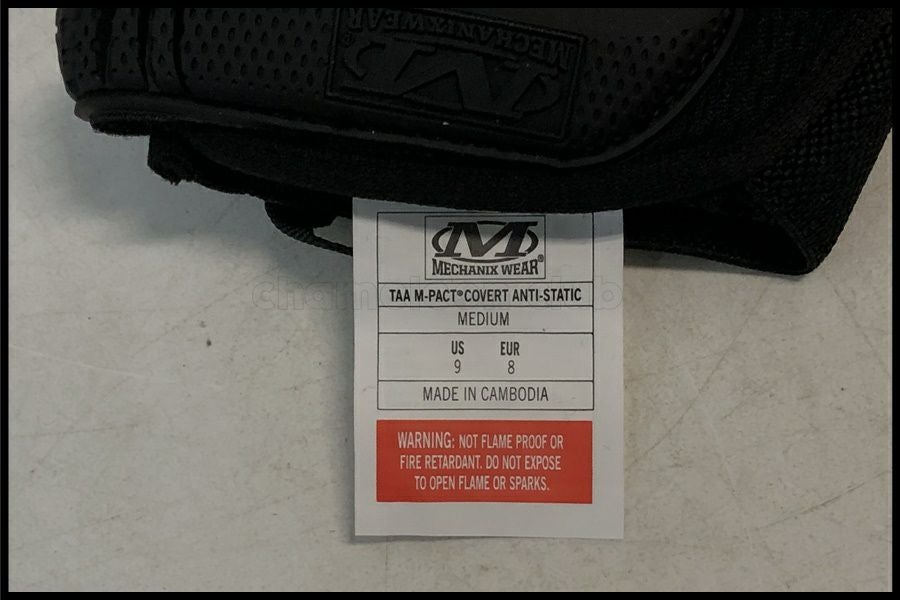 MECHANIX WEAR®
MECHANIX WEAR®
TAA M-PACT® COVERT ANTI-STATIC
MEDIUM
US EUR
9 8
MADE IN CAMBODIA
WARNING: NOT FLAME PROOF OR
FIRE RETARDANT. DO NOT EXPOSE
TO OPEN FLAME OR SPARKS.